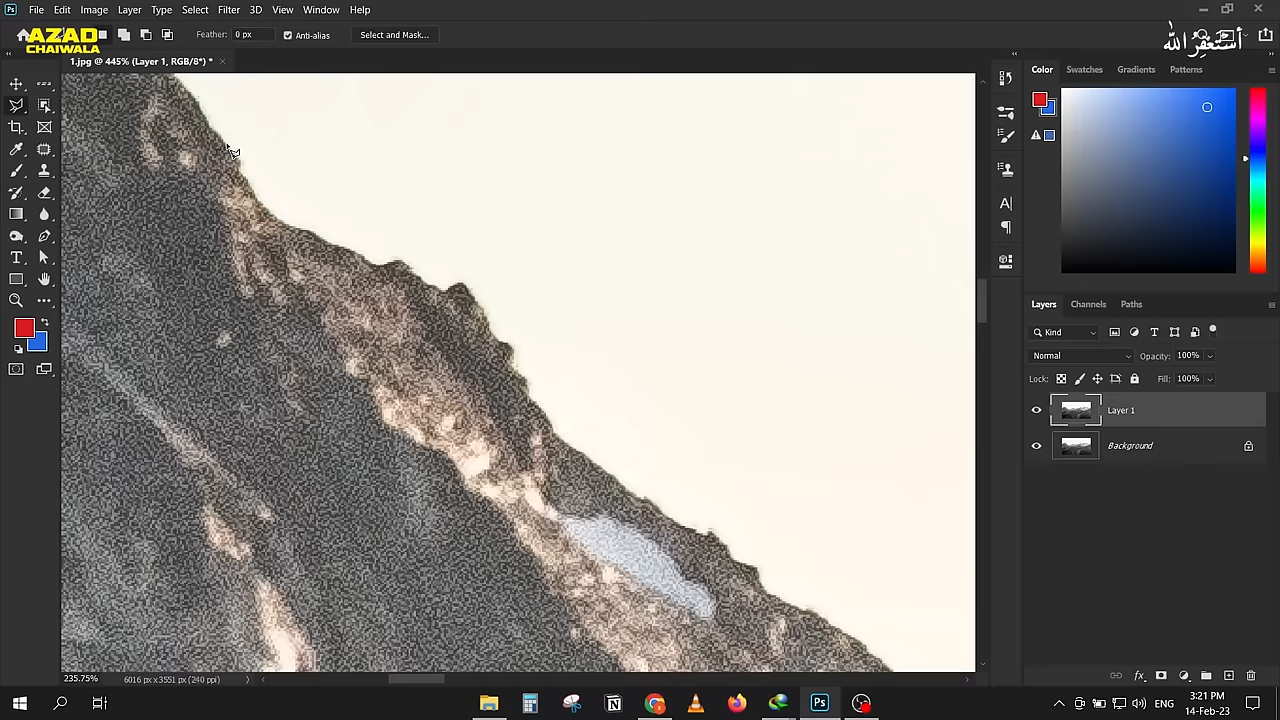 File Edit Image Layer Type Select Filter 3D View Window Help
AZAD
CHAIWALA
Feather: 0 px Anti-alias Select and Mask...
أستغفر الله
1.jpg @ 445% (Layer 1, RGB/8*) *
Color Swatches Gradients Patterns
Layers Channels Paths
Kind
Normal Opacity: 100%
Lock: Fill: 100%
Layer 1
Background
235.75% 6016 px x 3551 px (240 ppi)
ENG 3:21 PM
14-Feb-23